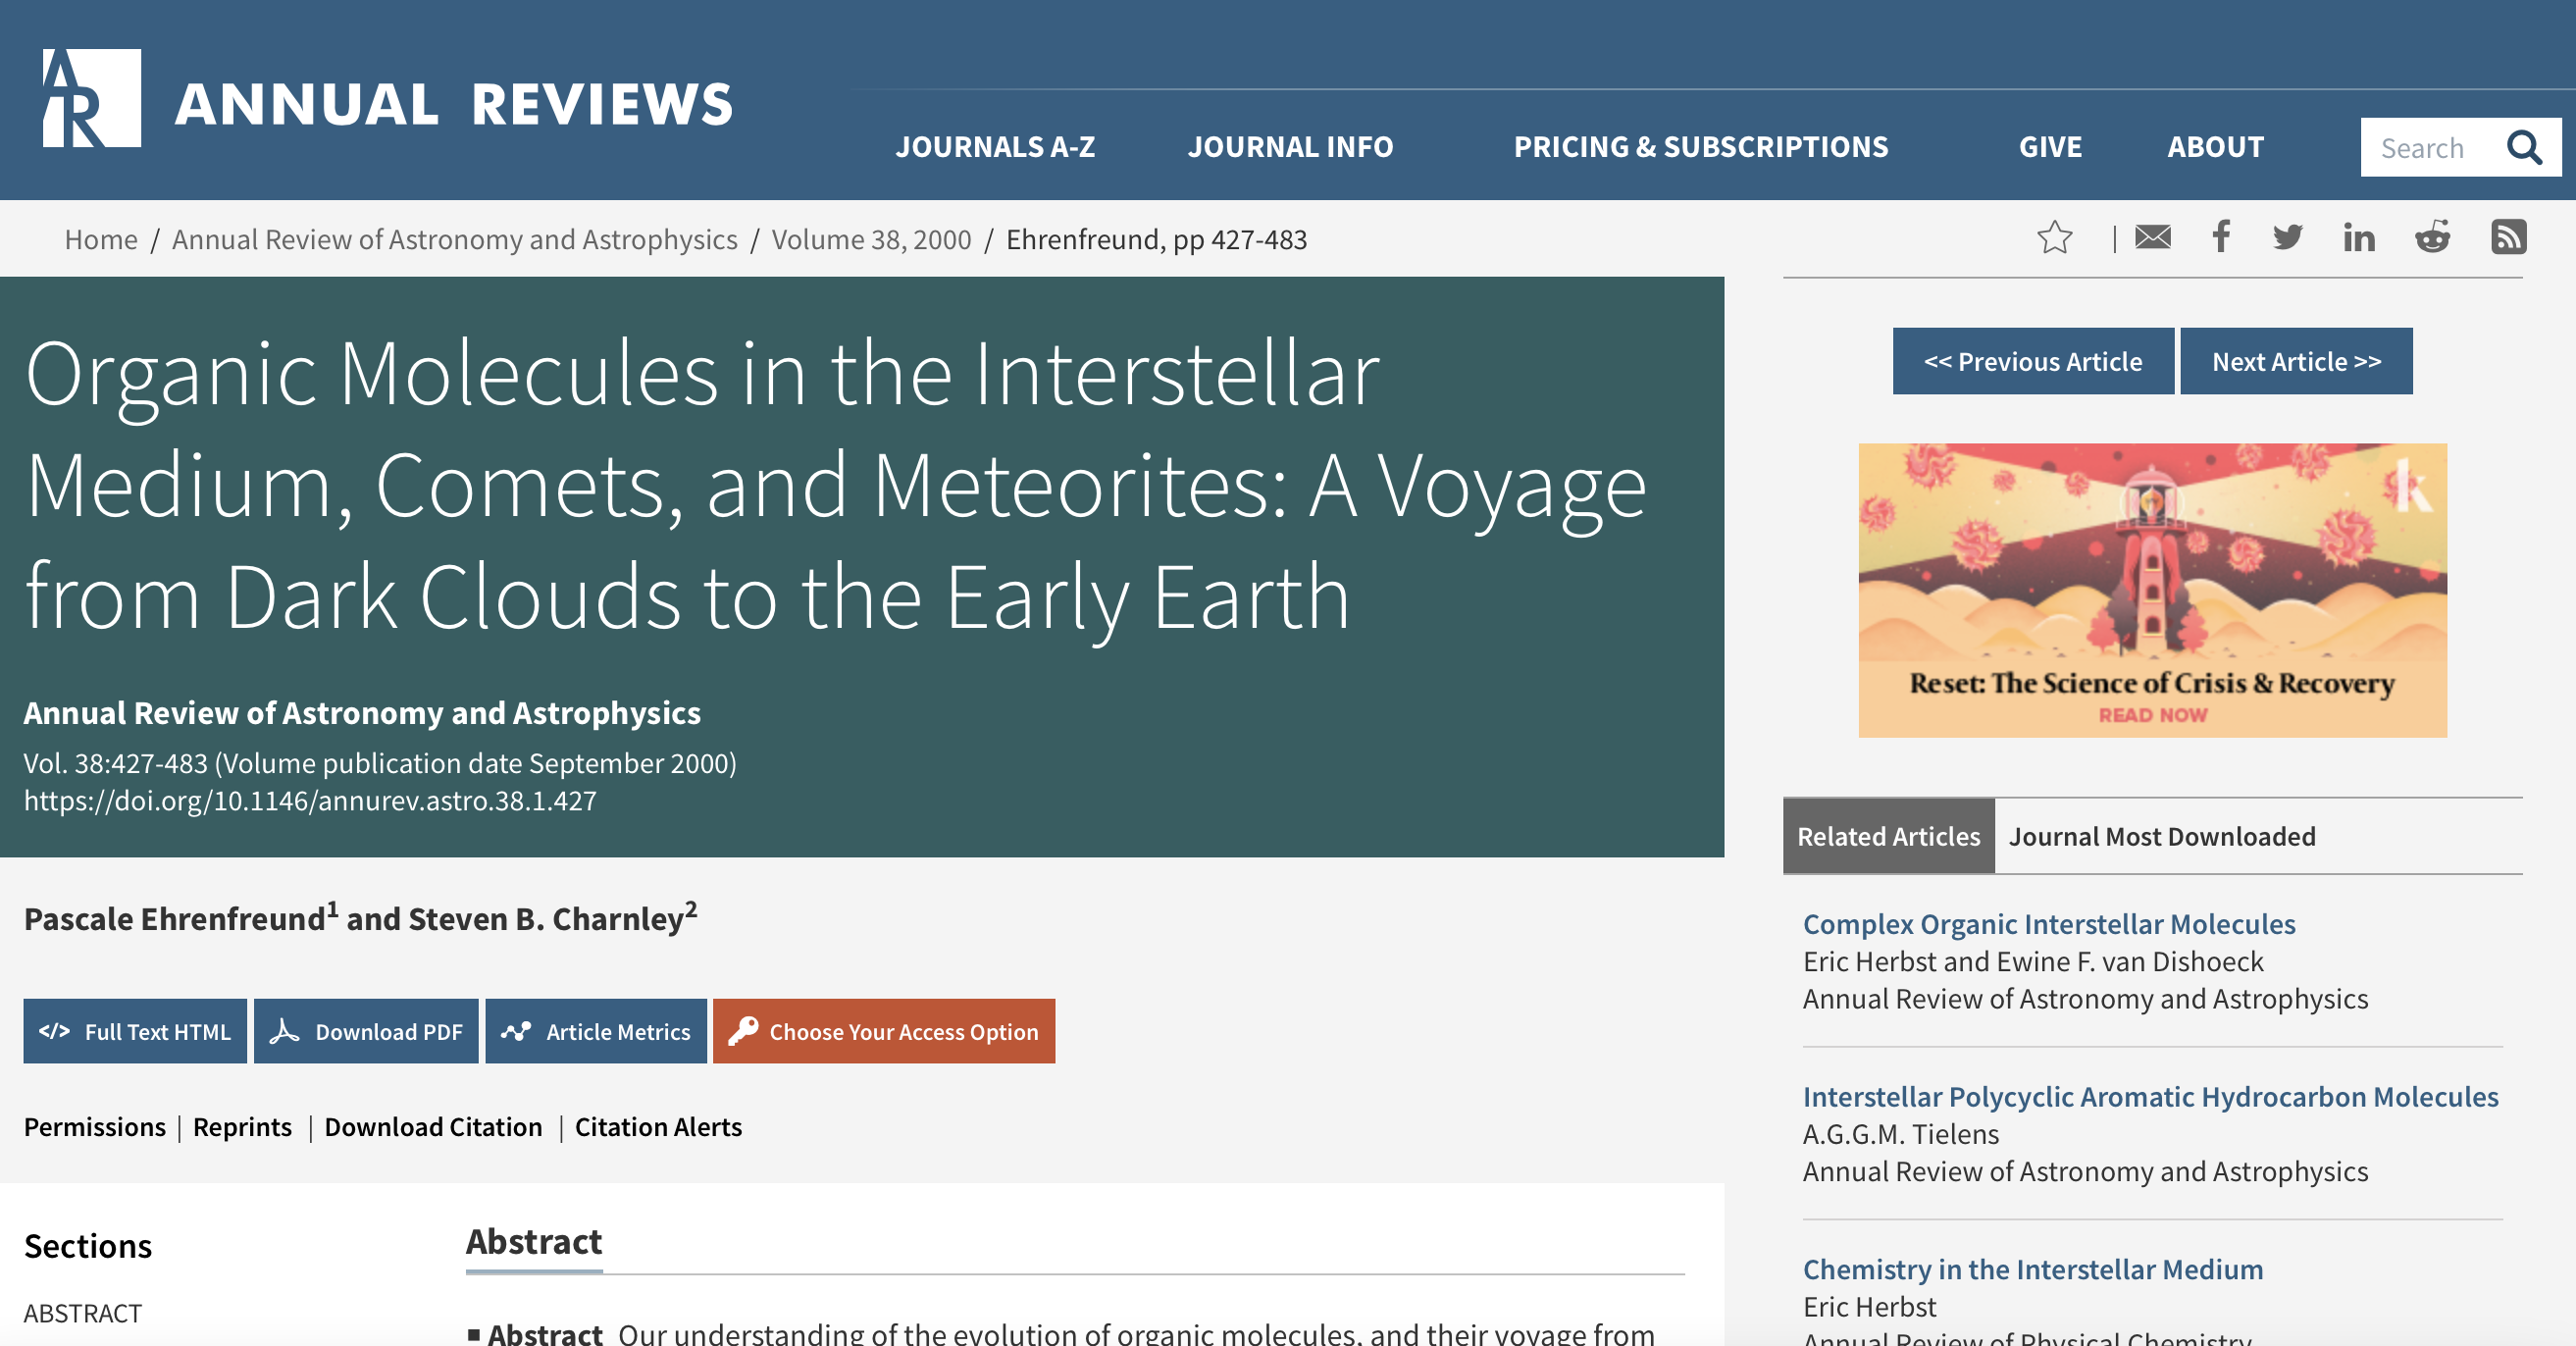 AR ANNUAL REVIEWS
JOURNALS A-Z JOURNAL INFO PRICING & SUBSCRIPTIONS GIVE ABOUT Search
Home / Annual Review of Astronomy and Astrophysics / Volume 38, 2000 / Ehrenfreund, pp 427-483
Organic Molecules in the Interstellar
Medium, Comets, and Meteorites: A Voyage
from Dark Clouds to the Early Earth
Annual Review of Astronomy and Astrophysics
Vol. 38:427-483 (Volume publication date September 2000)
https://doi.org/10.1146/annurev.astro.38.1.427
Pascale Ehrenfreund¹ and Steven B. Charnley²
</> Full Text HTML Download PDF Article Metrics Choose Your Access Option
Permissions | Reprints | Download Citation | Citation Alerts
Sections
ABSTRACT
Abstract
■ Abstract Our understanding of the evolution of organic molecules, and their voyage from
<< Previous Article Next Article >>
k
Reset: The Science of Crisis & Recovery
READ NOW
Related Articles Journal Most Downloaded
Complex Organic Interstellar Molecules
Eric Herbst and Ewine F. van Dishoeck
Annual Review of Astronomy and Astrophysics
Interstellar Polycyclic Aromatic Hydrocarbon Molecules
A.G.G.M. Tielens
Annual Review of Astronomy and Astrophysics
Chemistry in the Interstellar Medium
Eric Herbst
Annual Review of Physical Chemistry